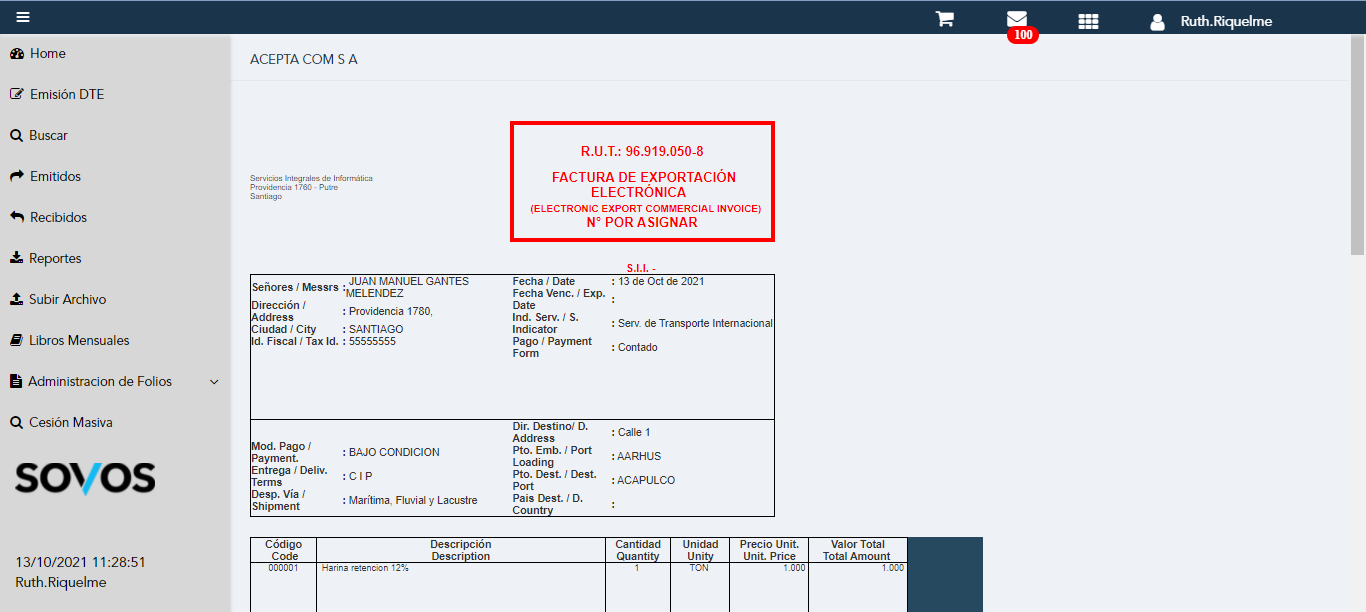 Ruth.Riquelme
100
Home
Emisión DTE
Buscar
Emitidos
Recibidos
Reportes
Subir Archivo
Libros Mensuales
Administracion de Folios
Cesión Masiva
SOVOS
13/10/2021 11:28:51
Ruth.Riquelme
ACEPTA COM S A
Servicios Integrales de Informática
Providencia 1760 - Putre
Santiago
R.U.T.: 96.919.050-8
FACTURA DE EXPORTACIÓN
ELECTRÓNICA
(ELECTRONIC EXPORT COMMERCIAL INVOICE)
N° POR ASIGNAR
S.I.I. -
Señores / Messrs : JUAN MANUEL GANTES
MELENDEZ
Dirección /
Address : Providencia 1780,
Ciudad / City : SANTIAGO
Id. Fiscal / Tax Id. : 55555555
Fecha / Date : 13 de Oct de 2021
Fecha Venc. / Exp.
Date :
Ind. Serv. / S.
Indicator : Serv. de Transporte Internacional
Pago / Payment
Form : Contado
Mod. Pago /
Payment. : BAJO CONDICION
Entrega / Deliv.
Terms : C I P
Desp. Vía /
Shipment : Marítima, Fluvial y Lacustre
Dir. Destino/ D.
Address : Calle 1
Pto. Emb. / Port
Loading : AARHUS
Pto. Dest. / Dest.
Port : ACAPULCO
Pais Dest. / D.
Country :
Código Descripción Cantidad Unidad Precio Unit. Valor Total
Code Description Quantity Unity Unit. Price Total Amount
000001 Harina retencion 12% 1 TON 1.000 1.000